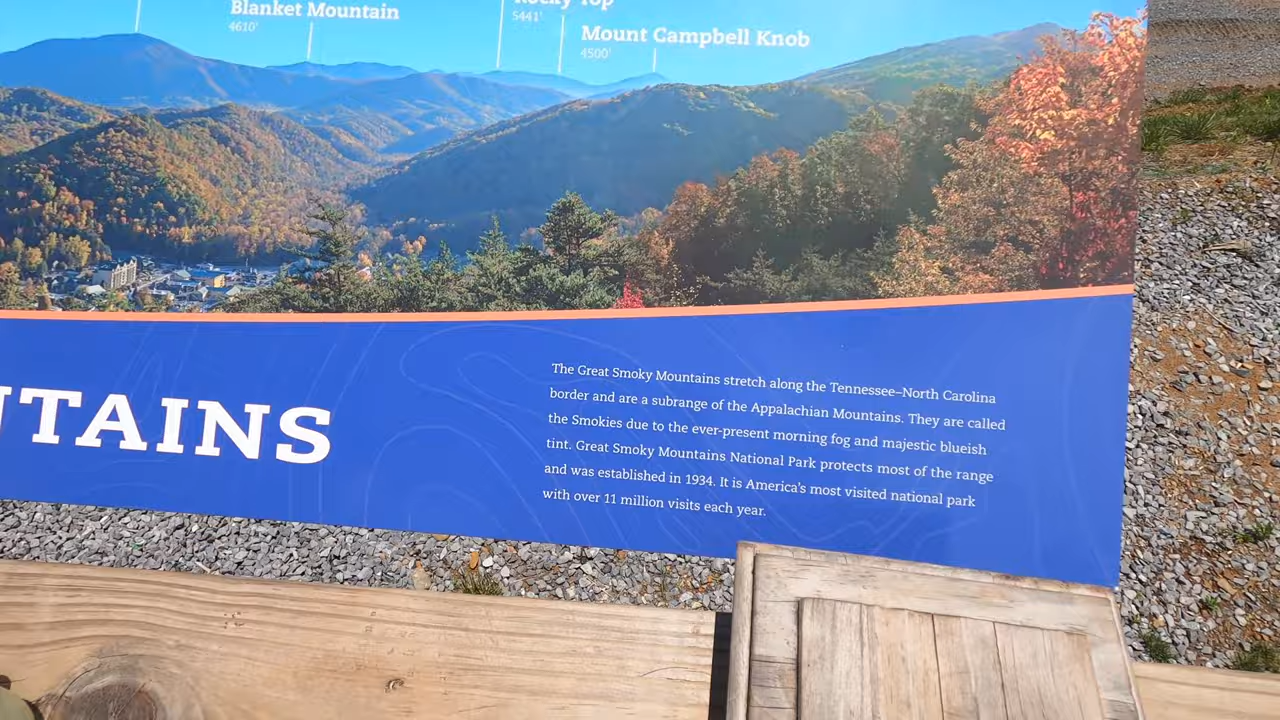 Blanket Mountain
4610'
Rocky Top
5441'
Mount Campbell Knob
4500'
NTAINS
The Great Smoky Mountains stretch along the Tennessee–North Carolina
border and are a subrange of the Appalachian Mountains. They are called
the Smokies due to the ever-present morning fog and majestic blueish
tint. Great Smoky Mountains National Park protects most of the range
and was established in 1934. It is America's most visited national park
with over 11 million visits each year.